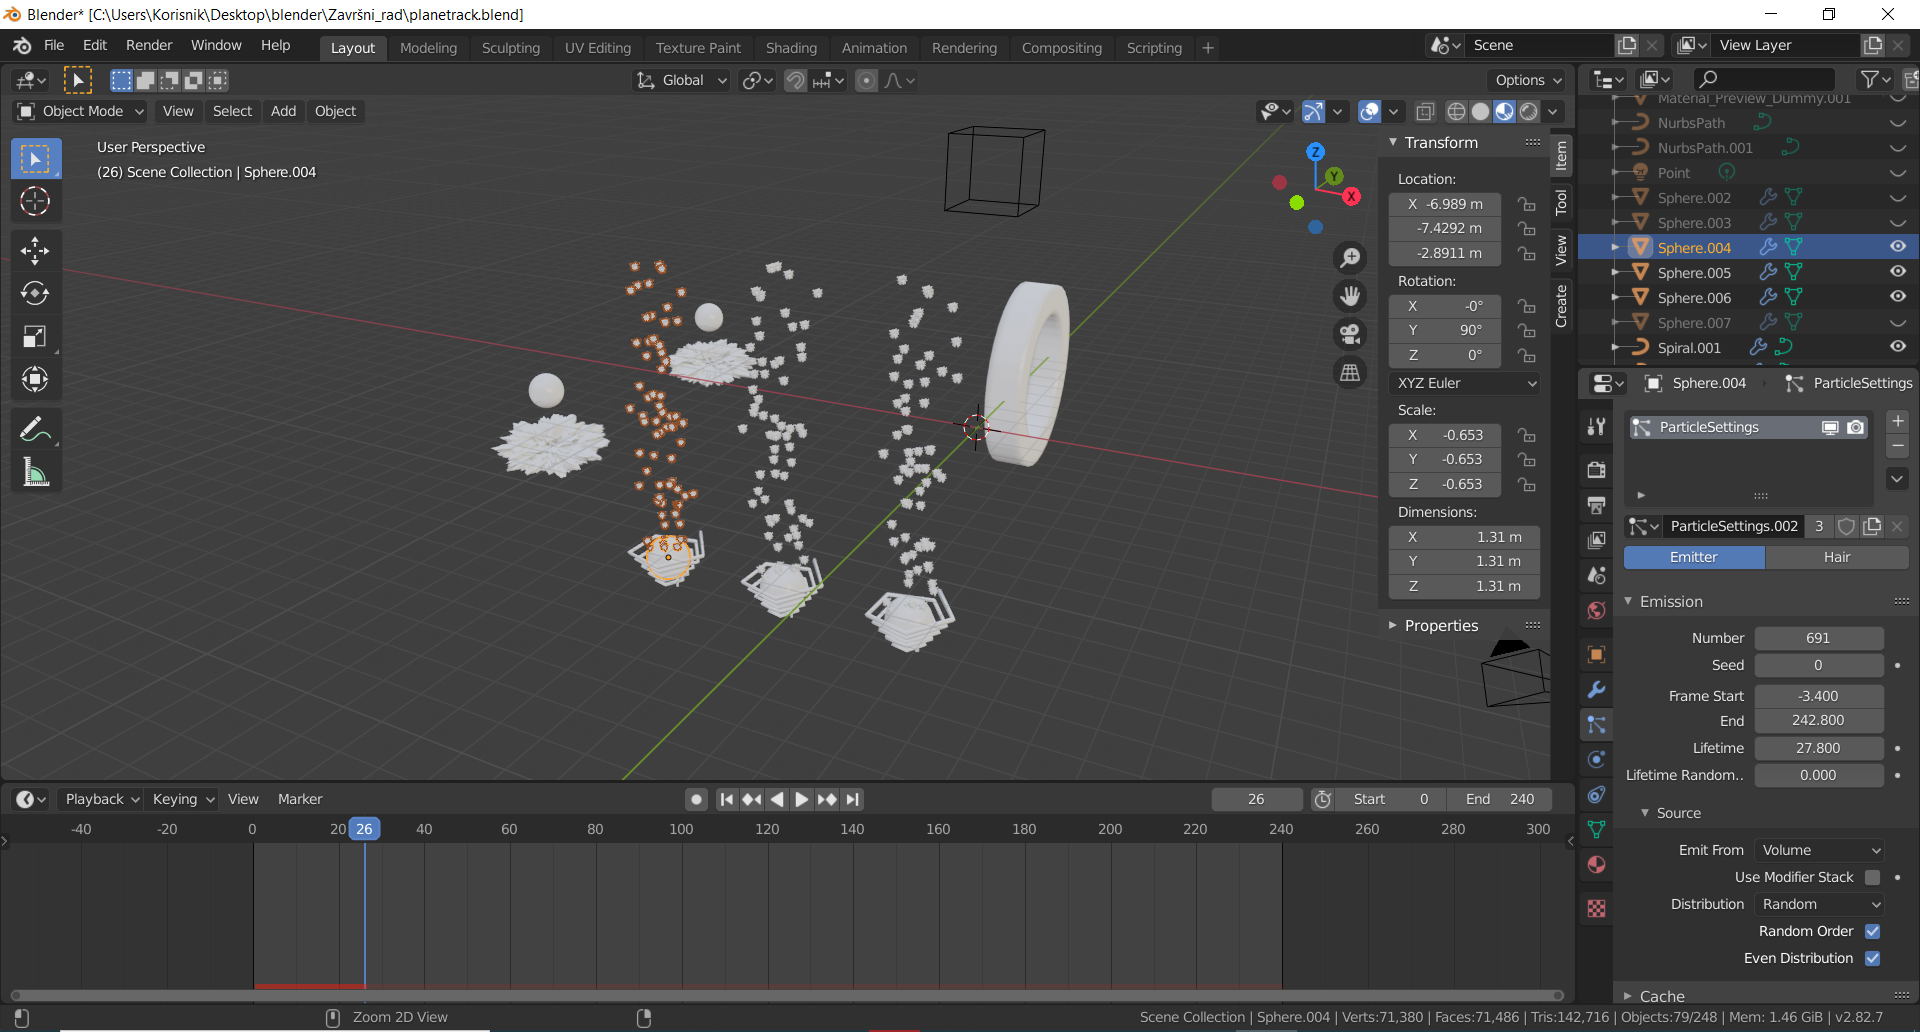 Blender* [C:\Users\Korisnik\Desktop\blender\Završni_rad\planetrack.blend]
File Edit Render Window Help Layout Modeling Sculpting UV Editing Texture Paint Shading Animation Rendering Compositing Scripting + Scene View Layer
Global Options
Object Mode View Select Add Object
User Perspective
(26) Scene Collection | Sphere.004
Z
Y
X
Transform
Location:
X -6.989 m
-7.4292 m
-2.8911 m
Rotation:
X -0°
Y 90°
Z 0°
XYZ Euler
Scale:
X -0.653
Y -0.653
Z -0.653
Dimensions:
X 1.31 m
Y 1.31 m
Z 1.31 m
Properties
Item
Tool
View
Create
Material_Preview_Dummy.001
NurbsPath
NurbsPath.001
Point
Sphere.002
Sphere.003
Sphere.004
Sphere.005
Sphere.006
Sphere.007
Spiral.001
Sphere.004 ParticleSettings
ParticleSettings
ParticleSettings.002 3
Emitter Hair
Emission
Number 691
Seed 0
Frame Start -3.400
End 242.800
Lifetime 27.800
Lifetime Random.. 0.000
Source
Emit From Volume
Use Modifier Stack
Distribution Random
Random Order
Even Distribution
Cache
Playback Keying View Marker 26 Start 0 End 240
-40 -20 0 20 26 40 60 80 100 120 140 160 180 200 220 240 260 280 300
Zoom 2D View
Scene Collection | Sphere.004 | Verts:71,380 | Faces:71,486 | Tris:142,716 | Objects:79/248 | Mem: 1.46 GiB | v2.82.7